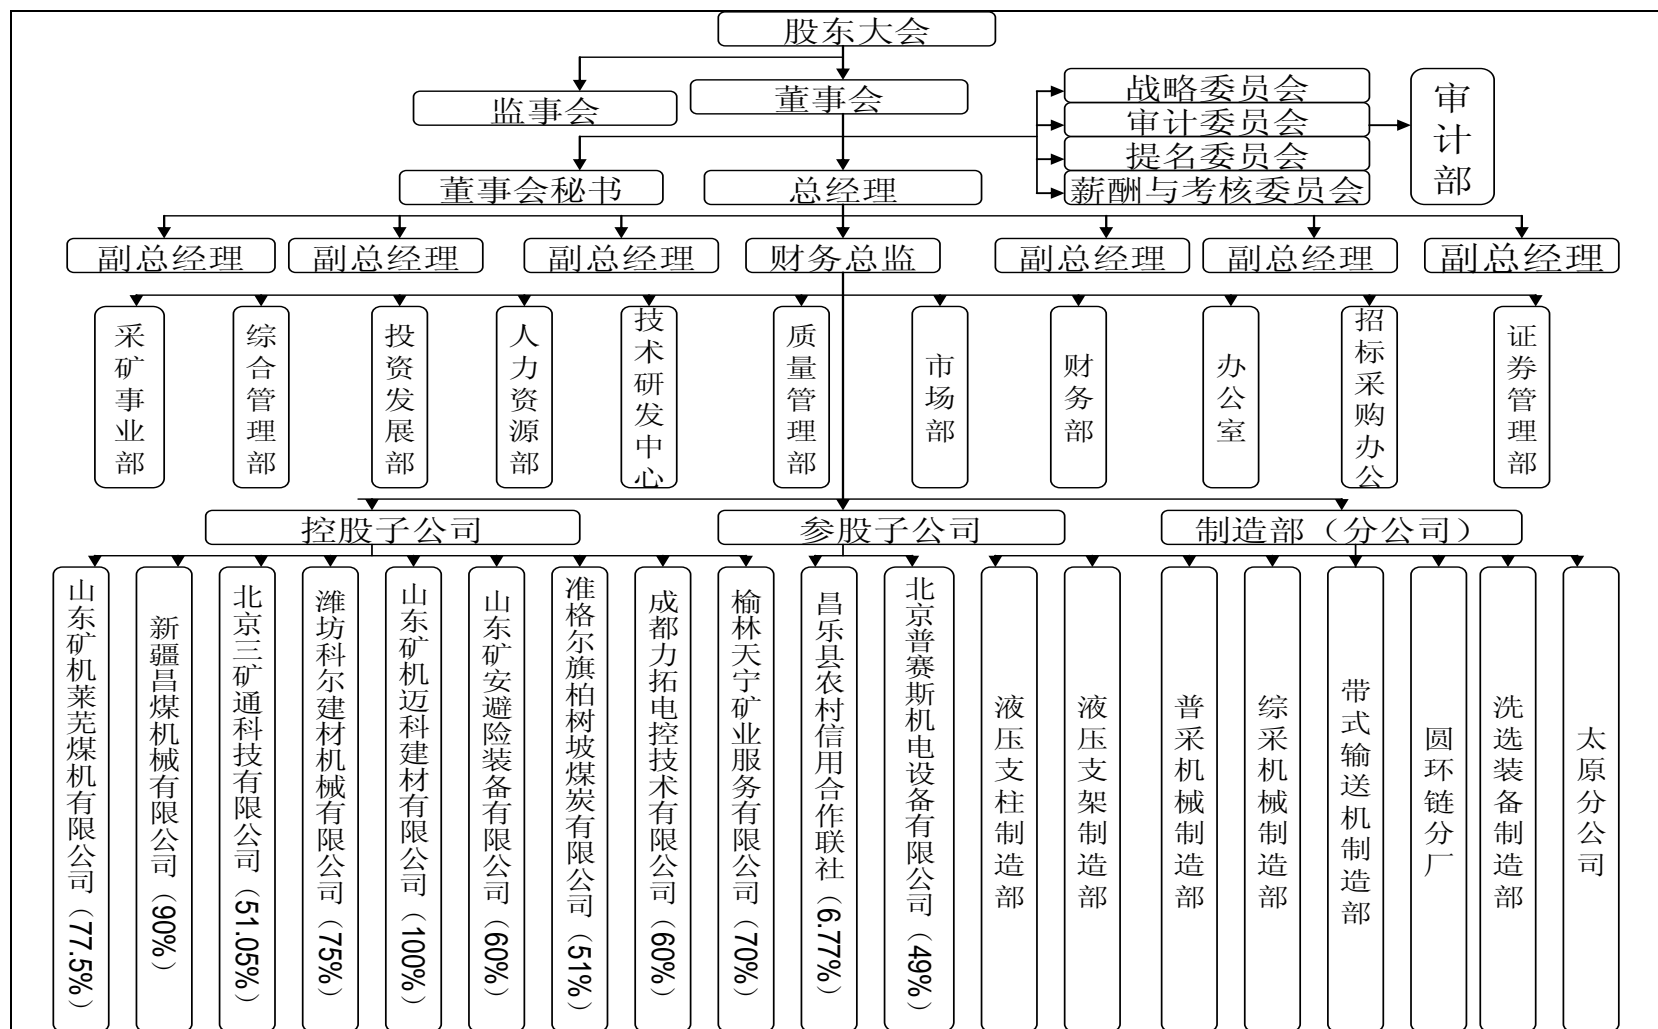 股东大会
监事会
董事会
战略委员会
审计委员会
提名委员会
薪酬与考核委员会
审计部
董事会秘书
总经理
副总经理
副总经理
副总经理
财务总监
副总经理
副总经理
副总经理
采矿事业部
综合管理部
投资发展部
人力资源部
技术研发中心
质量管理部
市场部
财务部
办公室
招标采购办公
证券管理部
控股子公司
参股子公司
制造部（分公司）
山东矿机莱芜煤机有限公司（77.5%）
新疆昌煤机械有限公司（90%）
北京三矿通科技有限公司（51.05%）
潍坊科尔建材机械有限公司（75%）
山东矿机迈科建材有限公司（100%）
山东矿安避险装备有限公司（60%）
准格尔旗柏树坡煤炭有限公司（51%）
成都力拓电控技术有限公司（60%）
榆林天宁矿业服务有限公司（70%）
昌乐县农村信用合作联社（6.77%）
北京普赛斯机电设备有限公司（49%）
液压支柱制造部
液压支架制造部
普采机械制造部
综采机械制造部
带式输送机制造部
圆环链分厂
洗选装备制造部
太原分公司